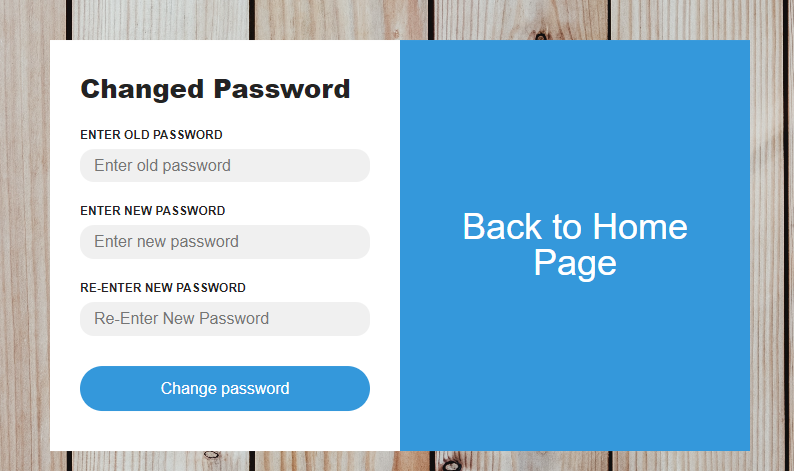 Changed Password
ENTER OLD PASSWORD
Enter old password
ENTER NEW PASSWORD
Enter new password
RE-ENTER NEW PASSWORD
Re-Enter New Password
Change password
Back to Home
Page